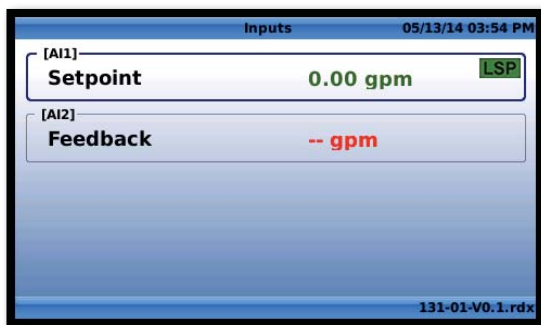 Inputs 05/13/14 03:54 PM
[AI1]
Setpoint 0.00 gpm LSP
[AI2]
Feedback -- gpm
131-01-V0.1.rdx